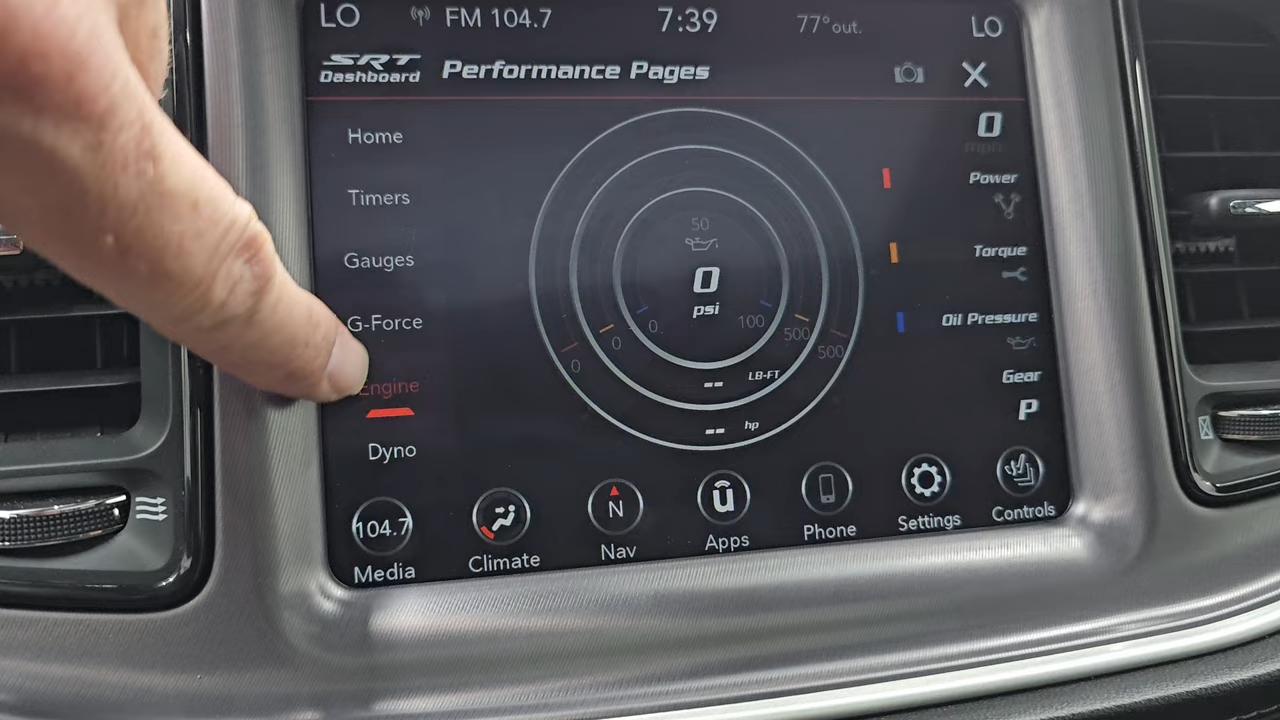 LO FM 104.7 7:39 77° out. LO
SRT Dashboard Performance Pages X
Home
Timers
Gauges
G-Force
Engine
Dyno
50
0
psi
0 100
0 500
0 500
-- LB-FT
-- hp
0
mph
Power
Torque
Oil Pressure
Gear
P
104.7 N
Media Climate Nav Apps Phone Settings Controls